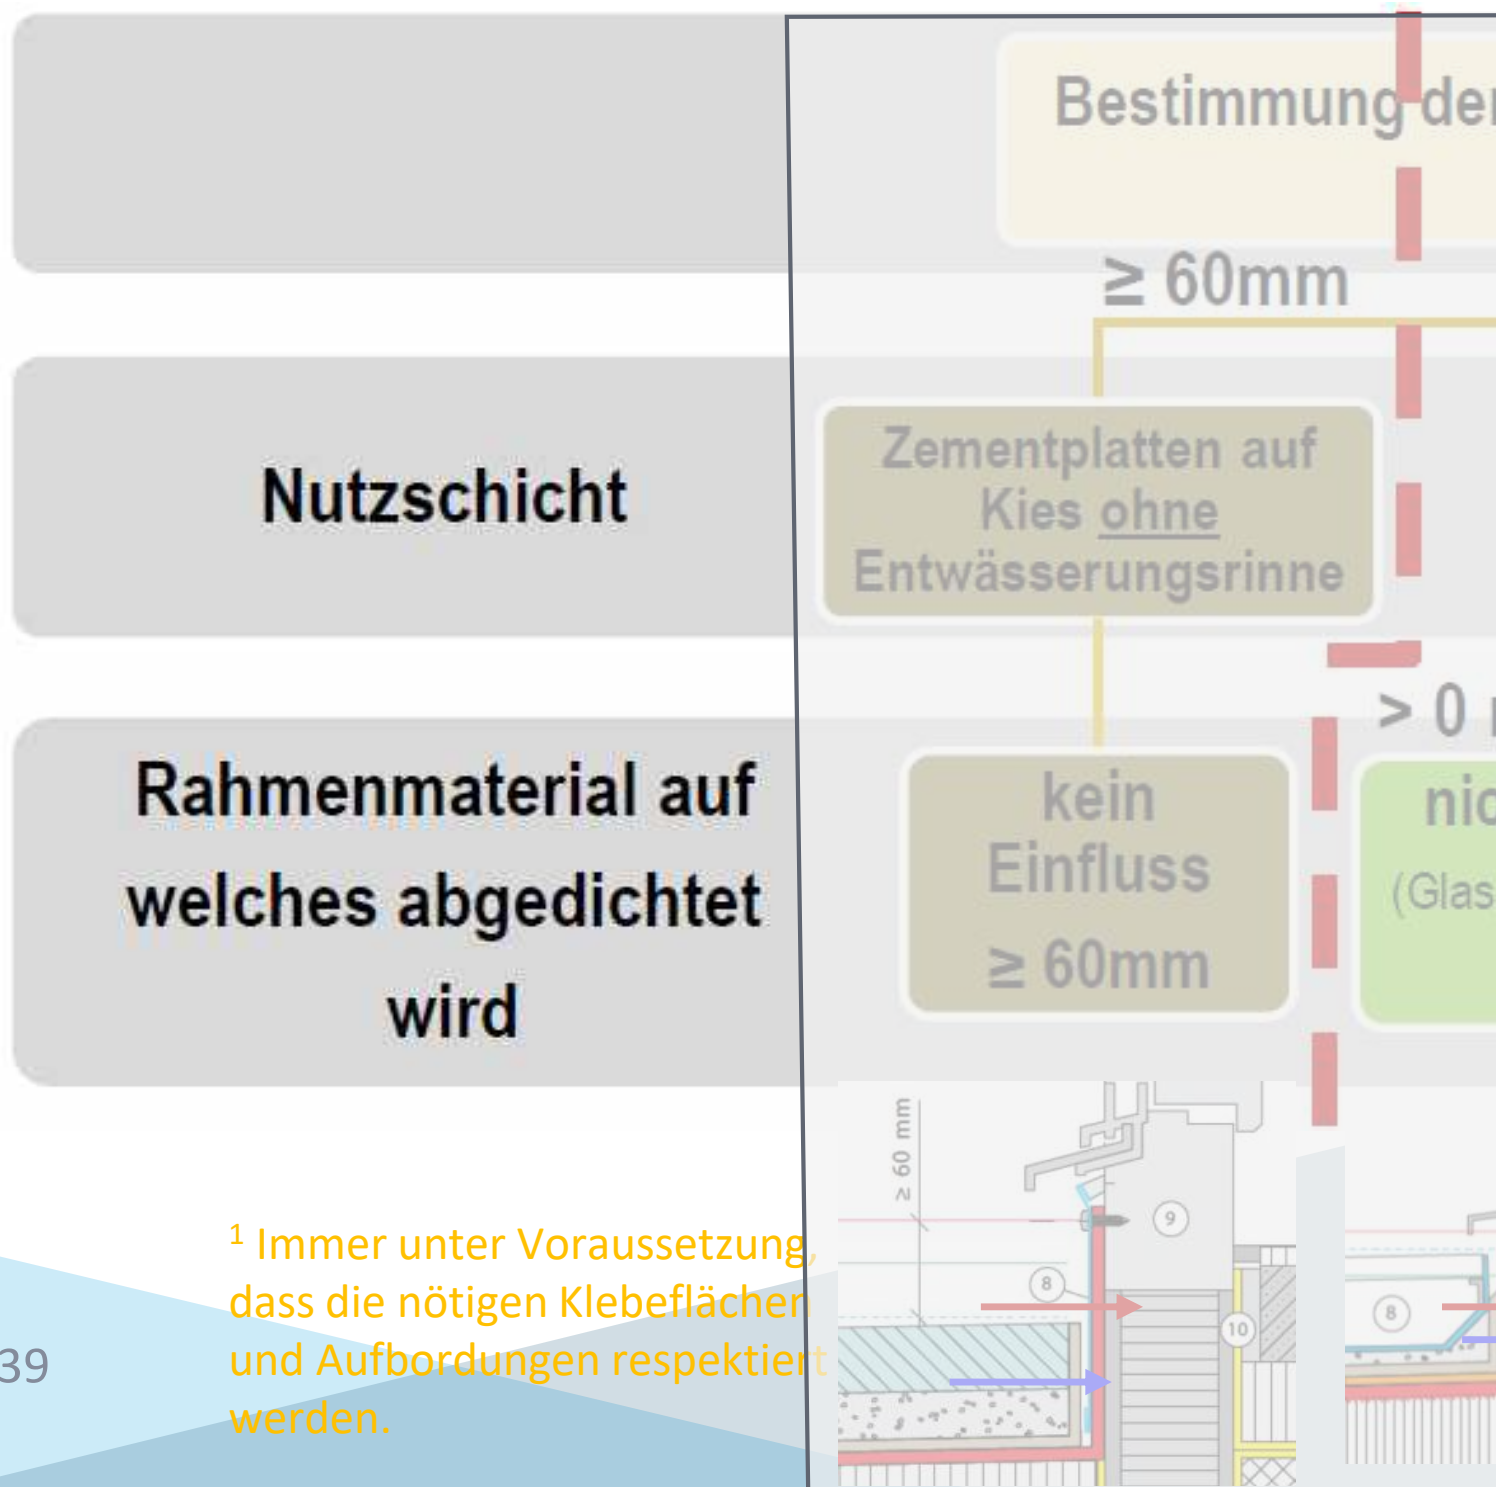 Bestimmung der
≥ 60mm
Nutzschicht
Zementplatten auf
Kies ohne
Entwässerungsrinne
> 0
Rahmenmaterial auf
welches abgedichtet
wird
kein
Einfluss
≥ 60mm
(Glas
≥ 60 mm
9
8
10
8
¹ Immer unter Voraussetzung,
dass die nötigen Klebeflächen
und Aufbordungen respektiert
werden.
39